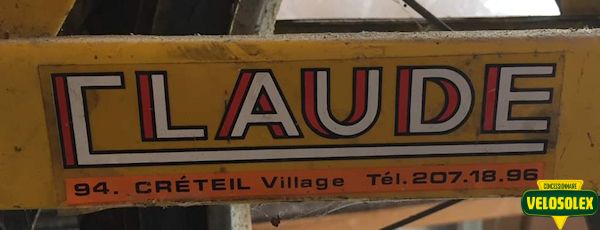 CLAUDE
94. CRÉTEIL Village Tél. 207.18.96
CONCESSIONNAIRE
VELOSOLEX